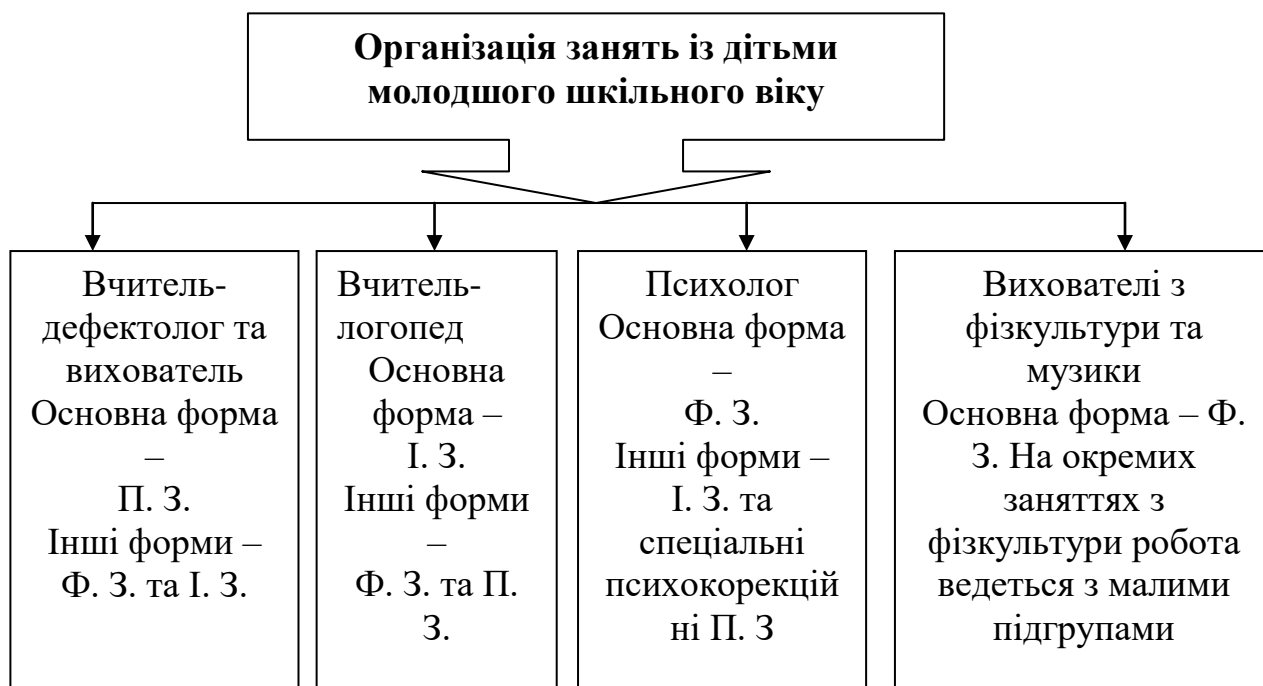 Організація занять із дітьми
молодшого шкільного віку
Вчитель-
дефектолог та
вихователь
Основна форма
–
П. З.
Інші форми –
Ф. З. та І. З.
Вчитель-
логопед
Основна
форма –
І. З.
Інші форми
–
Ф. З. та П.
З.
Психолог
Основна форма
–
Ф. З.
Інші форми –
І. З. та
спеціальні
психокорекцій
ні П. З
Вихователі з
фізкультури та
музики
Основна форма – Ф.
З. На окремих
заняттях з
фізкультури робота
ведеться з малими
підгрупами